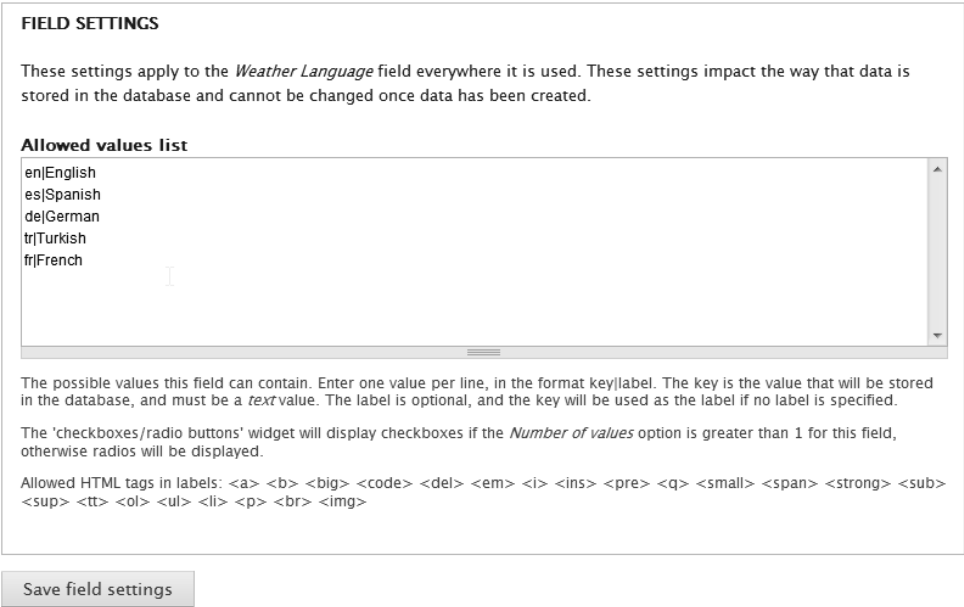 FIELD SETTINGS
These settings apply to the Weather Language field everywhere it is used. These settings impact the way that data is
stored in the database and cannot be changed once data has been created.
Allowed values list
en|English
es|Spanish
de|German
tr|Turkish
fr|French
The possible values this field can contain. Enter one value per line, in the format key|label. The key is the value that will be stored
in the database, and must be a text value. The label is optional, and the key will be used as the label if no label is specified.
The 'checkboxes/radio buttons' widget will display checkboxes if the Number of values option is greater than 1 for this field,
otherwise radios will be displayed.
Allowed HTML tags in labels: <a> <b> <big> <code> <del> <em> <i> <ins> <pre> <q> <small> <span> <strong> <sub>
<sup> <tt> <ol> <ul> <li> <p> <br> <img>
Save field settings